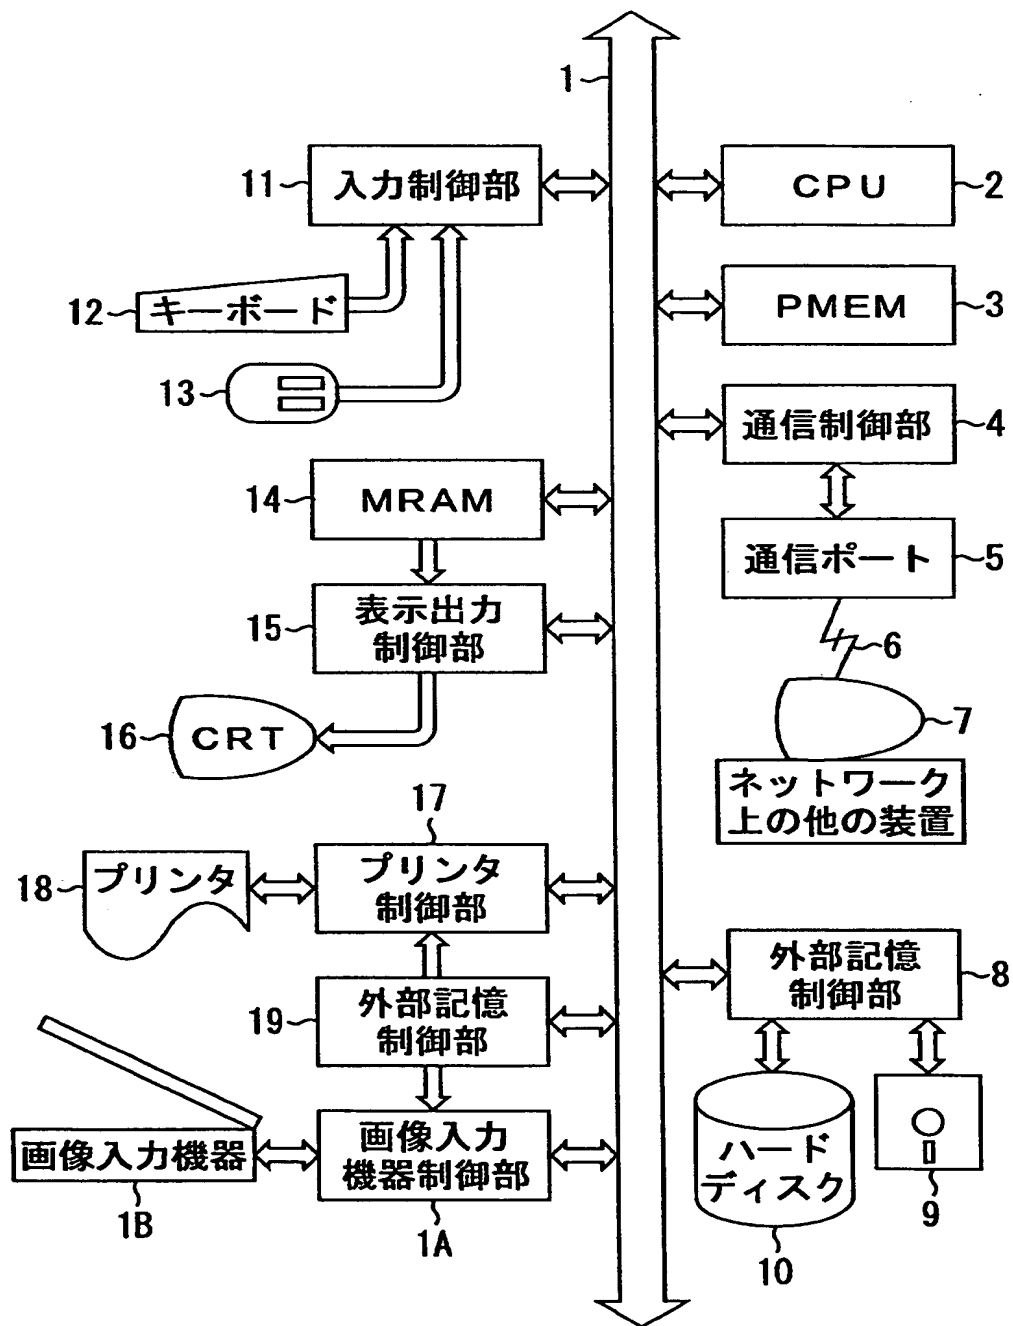 1
11
入力制御部
CPU
2
12
キーボード
PMEM
3
13
通信制御部
4
14
MRAM
通信ポート
5
15
表示出力
制御部
6
16
CRT
7
ネットワーク
上の他の装置
17
18
プリンタ
プリンタ
制御部
外部記憶
制御部
8
19
外部記憶
制御部
画像入力機器
1B
画像入力
機器制御部
1A
ハード
ディスク
10
9